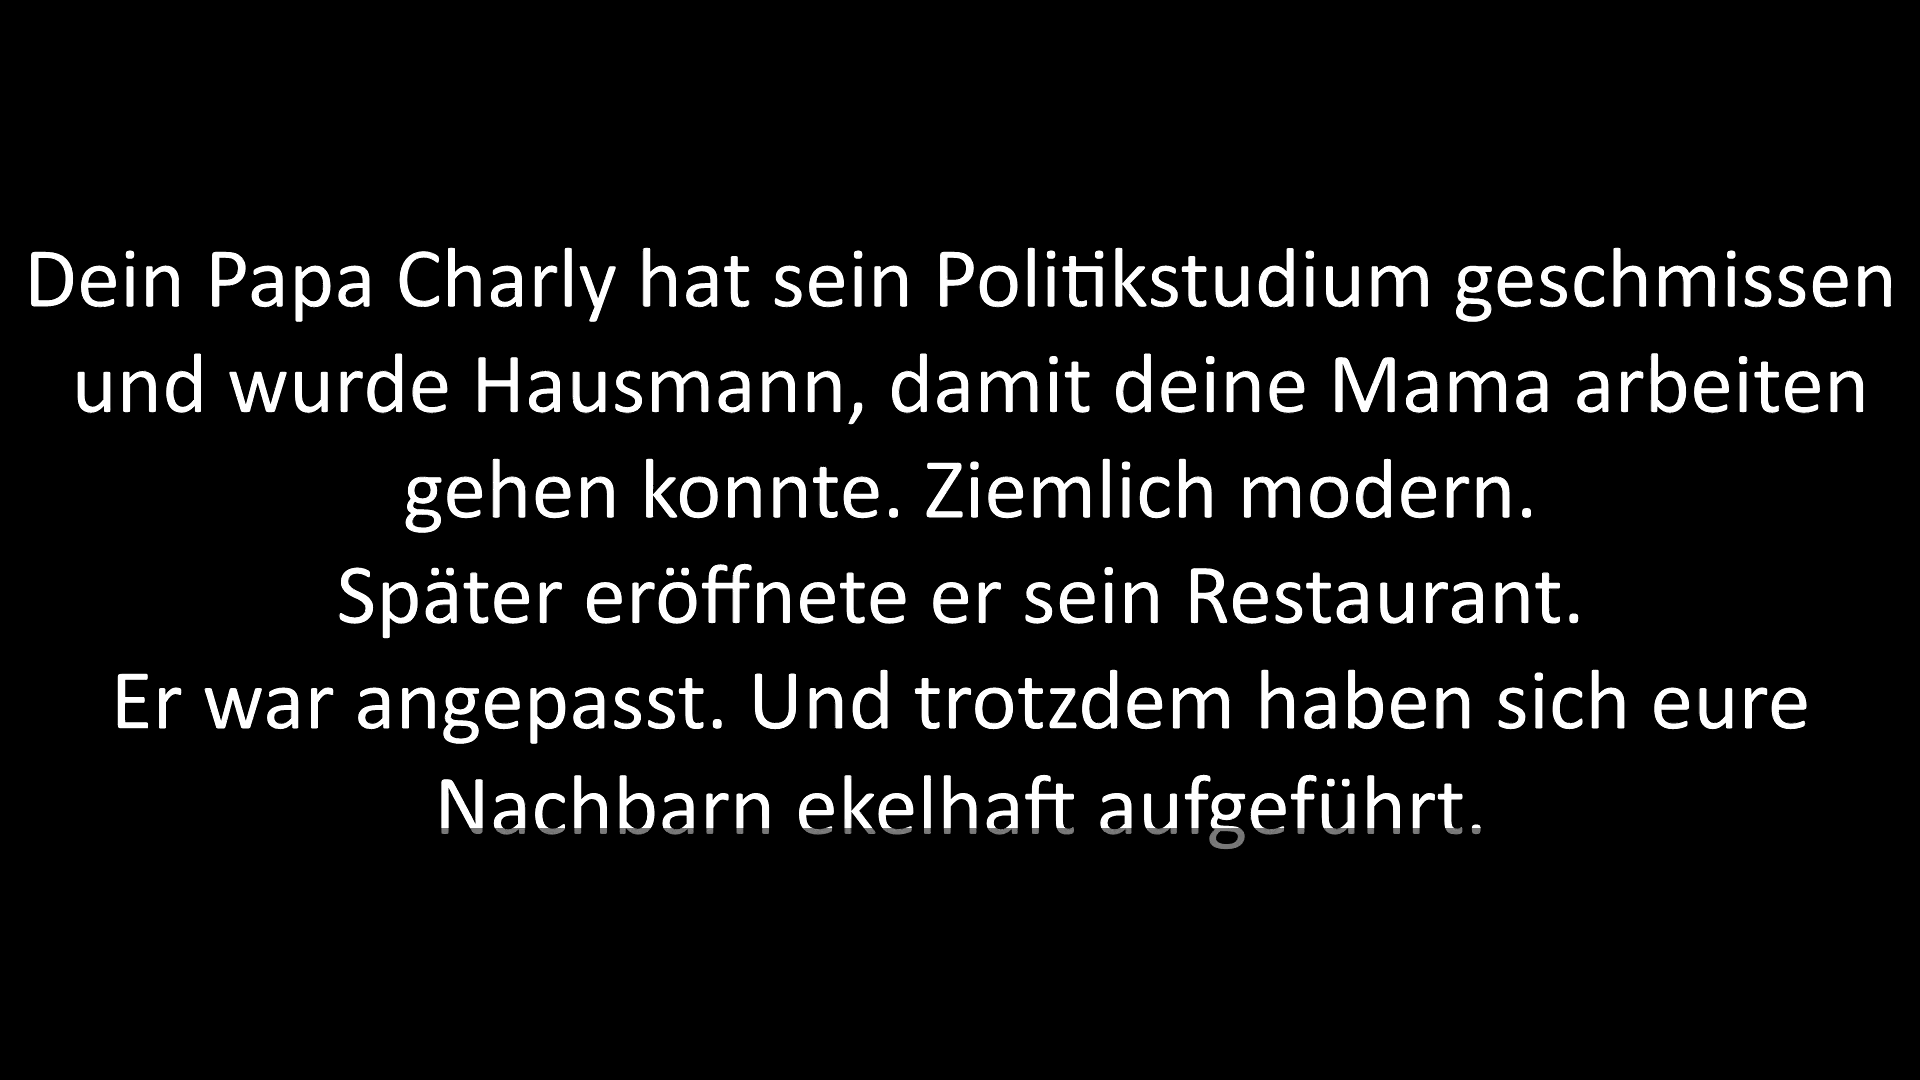 Dein Papa Charly hat sein Politikstudium geschmissen
und wurde Hausmann, damit deine Mama arbeiten
gehen konnte. Ziemlich modern.
Später eröffnete er sein Restaurant.
Er war angepasst. Und trotzdem haben sich eure
Nachbarn ekelhaft aufgeführt.